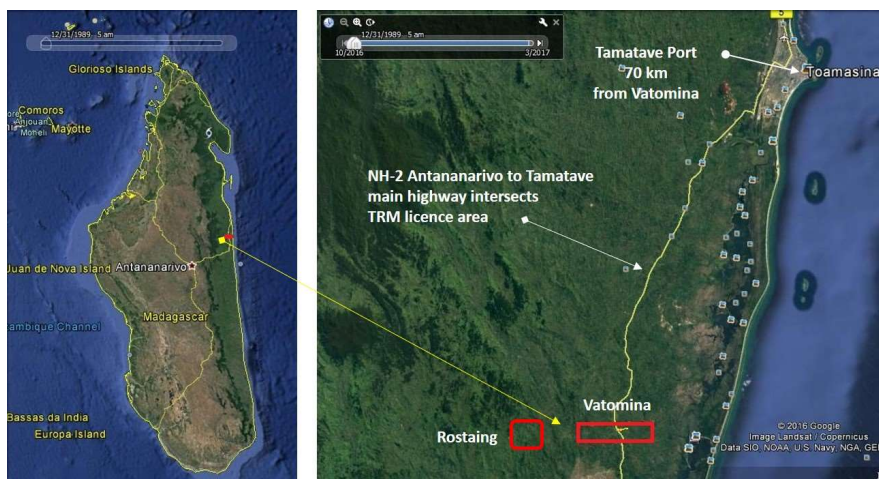 12/31/1989 5 am
Glorioso Islands
Comoros
Anjouan
Moheli
Mayotte
Juan de Nova Island
Antananarivo
Madagascar
ambique Channel
Bassas da India
Europa Island
12/31/1989 5 am
10/2016
3/2017
Tamatave Port
70 km
from Vatomina
Toamasina
NH-2 Antananarivo to Tamatave
main highway intersects
TRM licence area
Vatomina
Rostaing
© 2016 Google
Image Landsat / Copernicus
Data SIO, NOAA, U.S. Navy, NGA, GE